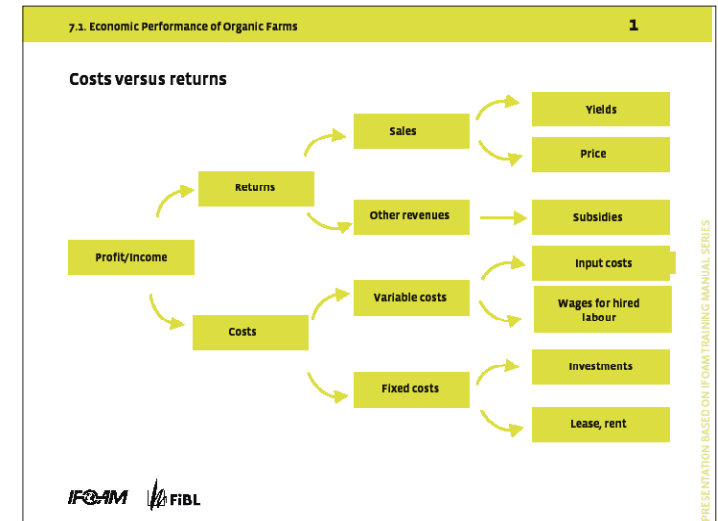 7.1. Economic Performance of Organic Farms
1
Costs versus returns
Yields
Sales
Price
Returns
Other revenues
Subsidies
Profit/Income
Input costs
Variable costs
Wages for hired
labour
Costs
Investments
Fixed costs
Lease, rent
IFOAM
FiBL
PRESENTATION BASED ON IFOAM TRAINING MANUAL SERIES